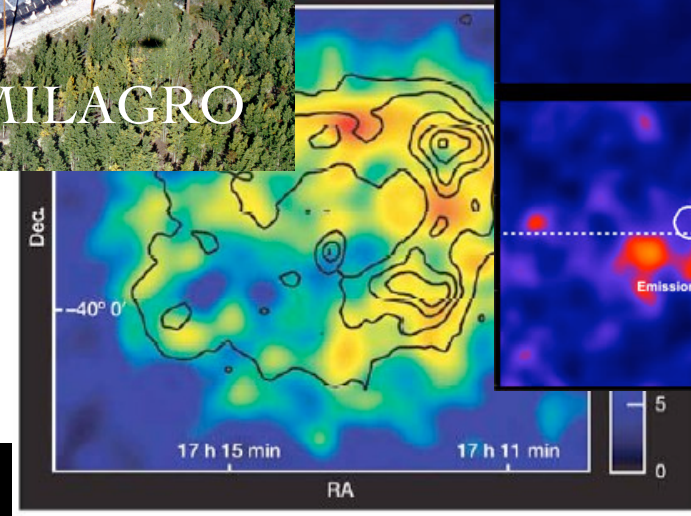 MILAGRO
Dec.
-40° 0'
Emission
5
17 h 15 min
17 h 11 min
0
RA